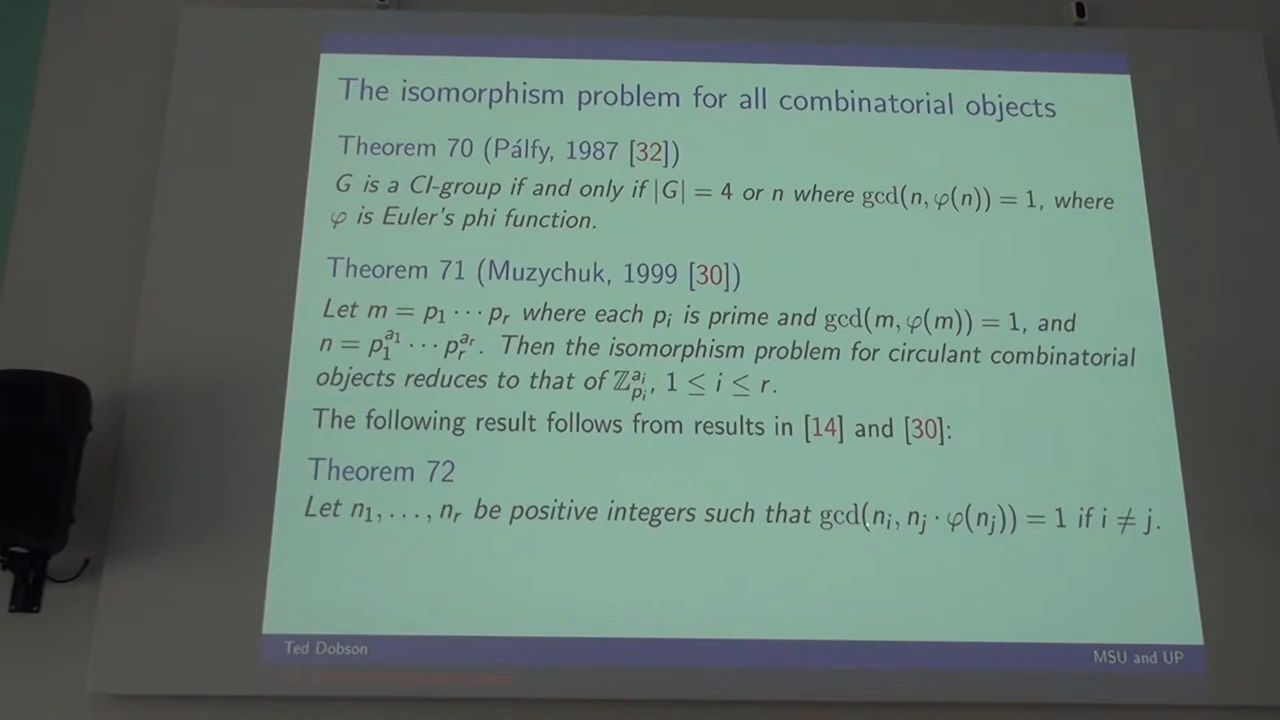 The isomorphism problem for all combinatorial objects
Theorem 70 (Pálfy, 1987 [32])
G is a CI-group if and only if |G| = 4 or n where gcd(n, φ(n)) = 1, where
φ is Euler's phi function.
Theorem 71 (Muzychuk, 1999 [30])
Let m = p₁ ⋯ pᵣ where each pᵢ is prime and gcd(m, φ(m)) = 1, and
n = p₁^{a₁} ⋯ pᵣ^{aᵣ}. Then the isomorphism problem for circulant combinatorial
objects reduces to that of ℤ_{pᵢ}^{aᵢ}, 1 ≤ i ≤ r.
The following result follows from results in [14] and [30]:
Theorem 72
Let n₁, …, nᵣ be positive integers such that gcd(nᵢ, nⱼ · φ(nⱼ)) = 1 if i ≠ j.
Ted Dobson
MSU and UP